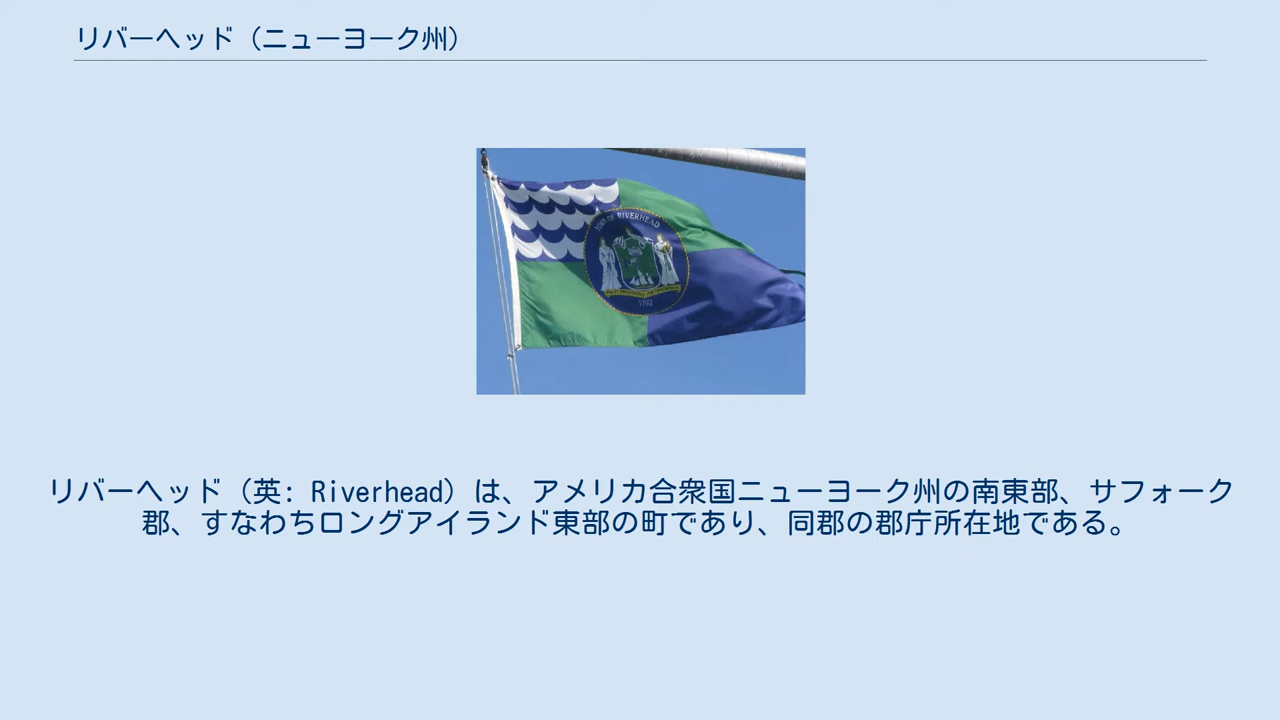 リバーヘッド（ニューヨーク州）
TOWN OF RIVERHEAD
1792
リバーヘッド（英: Riverhead）は、アメリカ合衆国ニューヨーク州の南東部、サフォーク
郡、すなわちロングアイランド東部の町であり、同郡の郡庁所在地である。